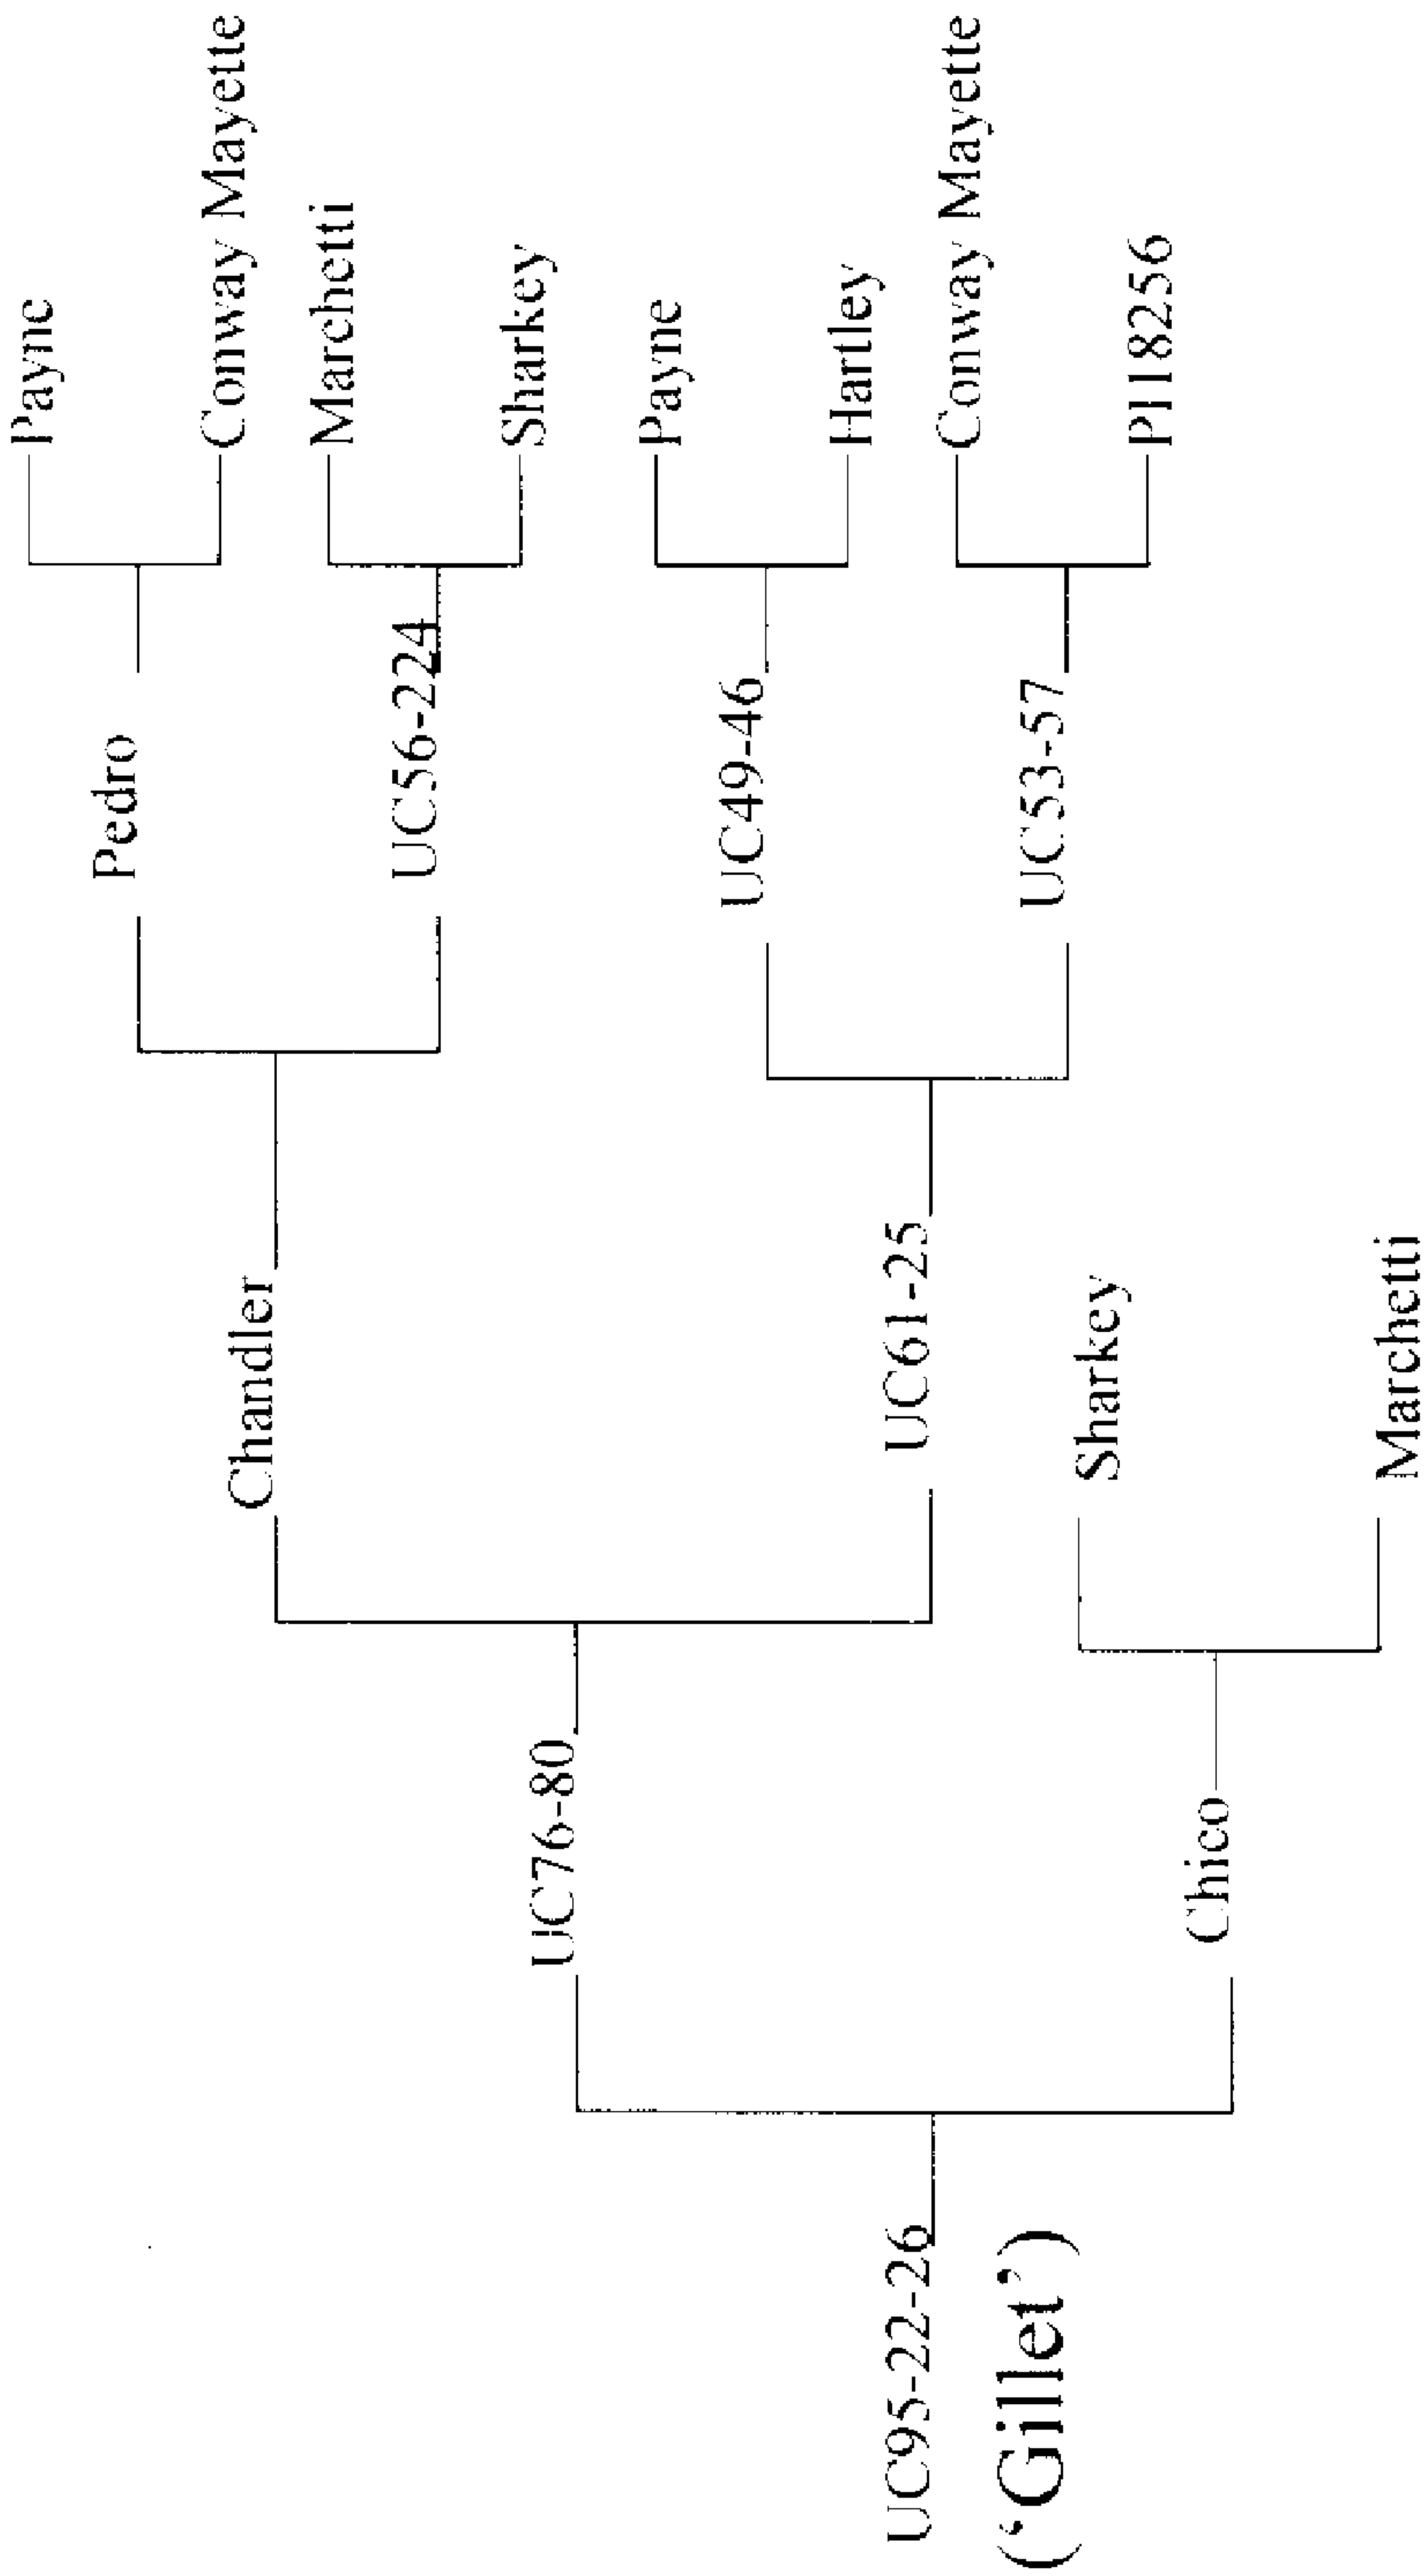 Payne
Pedro
Conway Mayette
Chandler
Marchetti
UC56-224
Sharkey
UC76-80
Payne
UC49-46
Hartley
UC61-25
UC95-22-26
Conway Mayette
(‘Gillet’)
UC53-57
Sharkey
PI18256
Chico
Marchetti